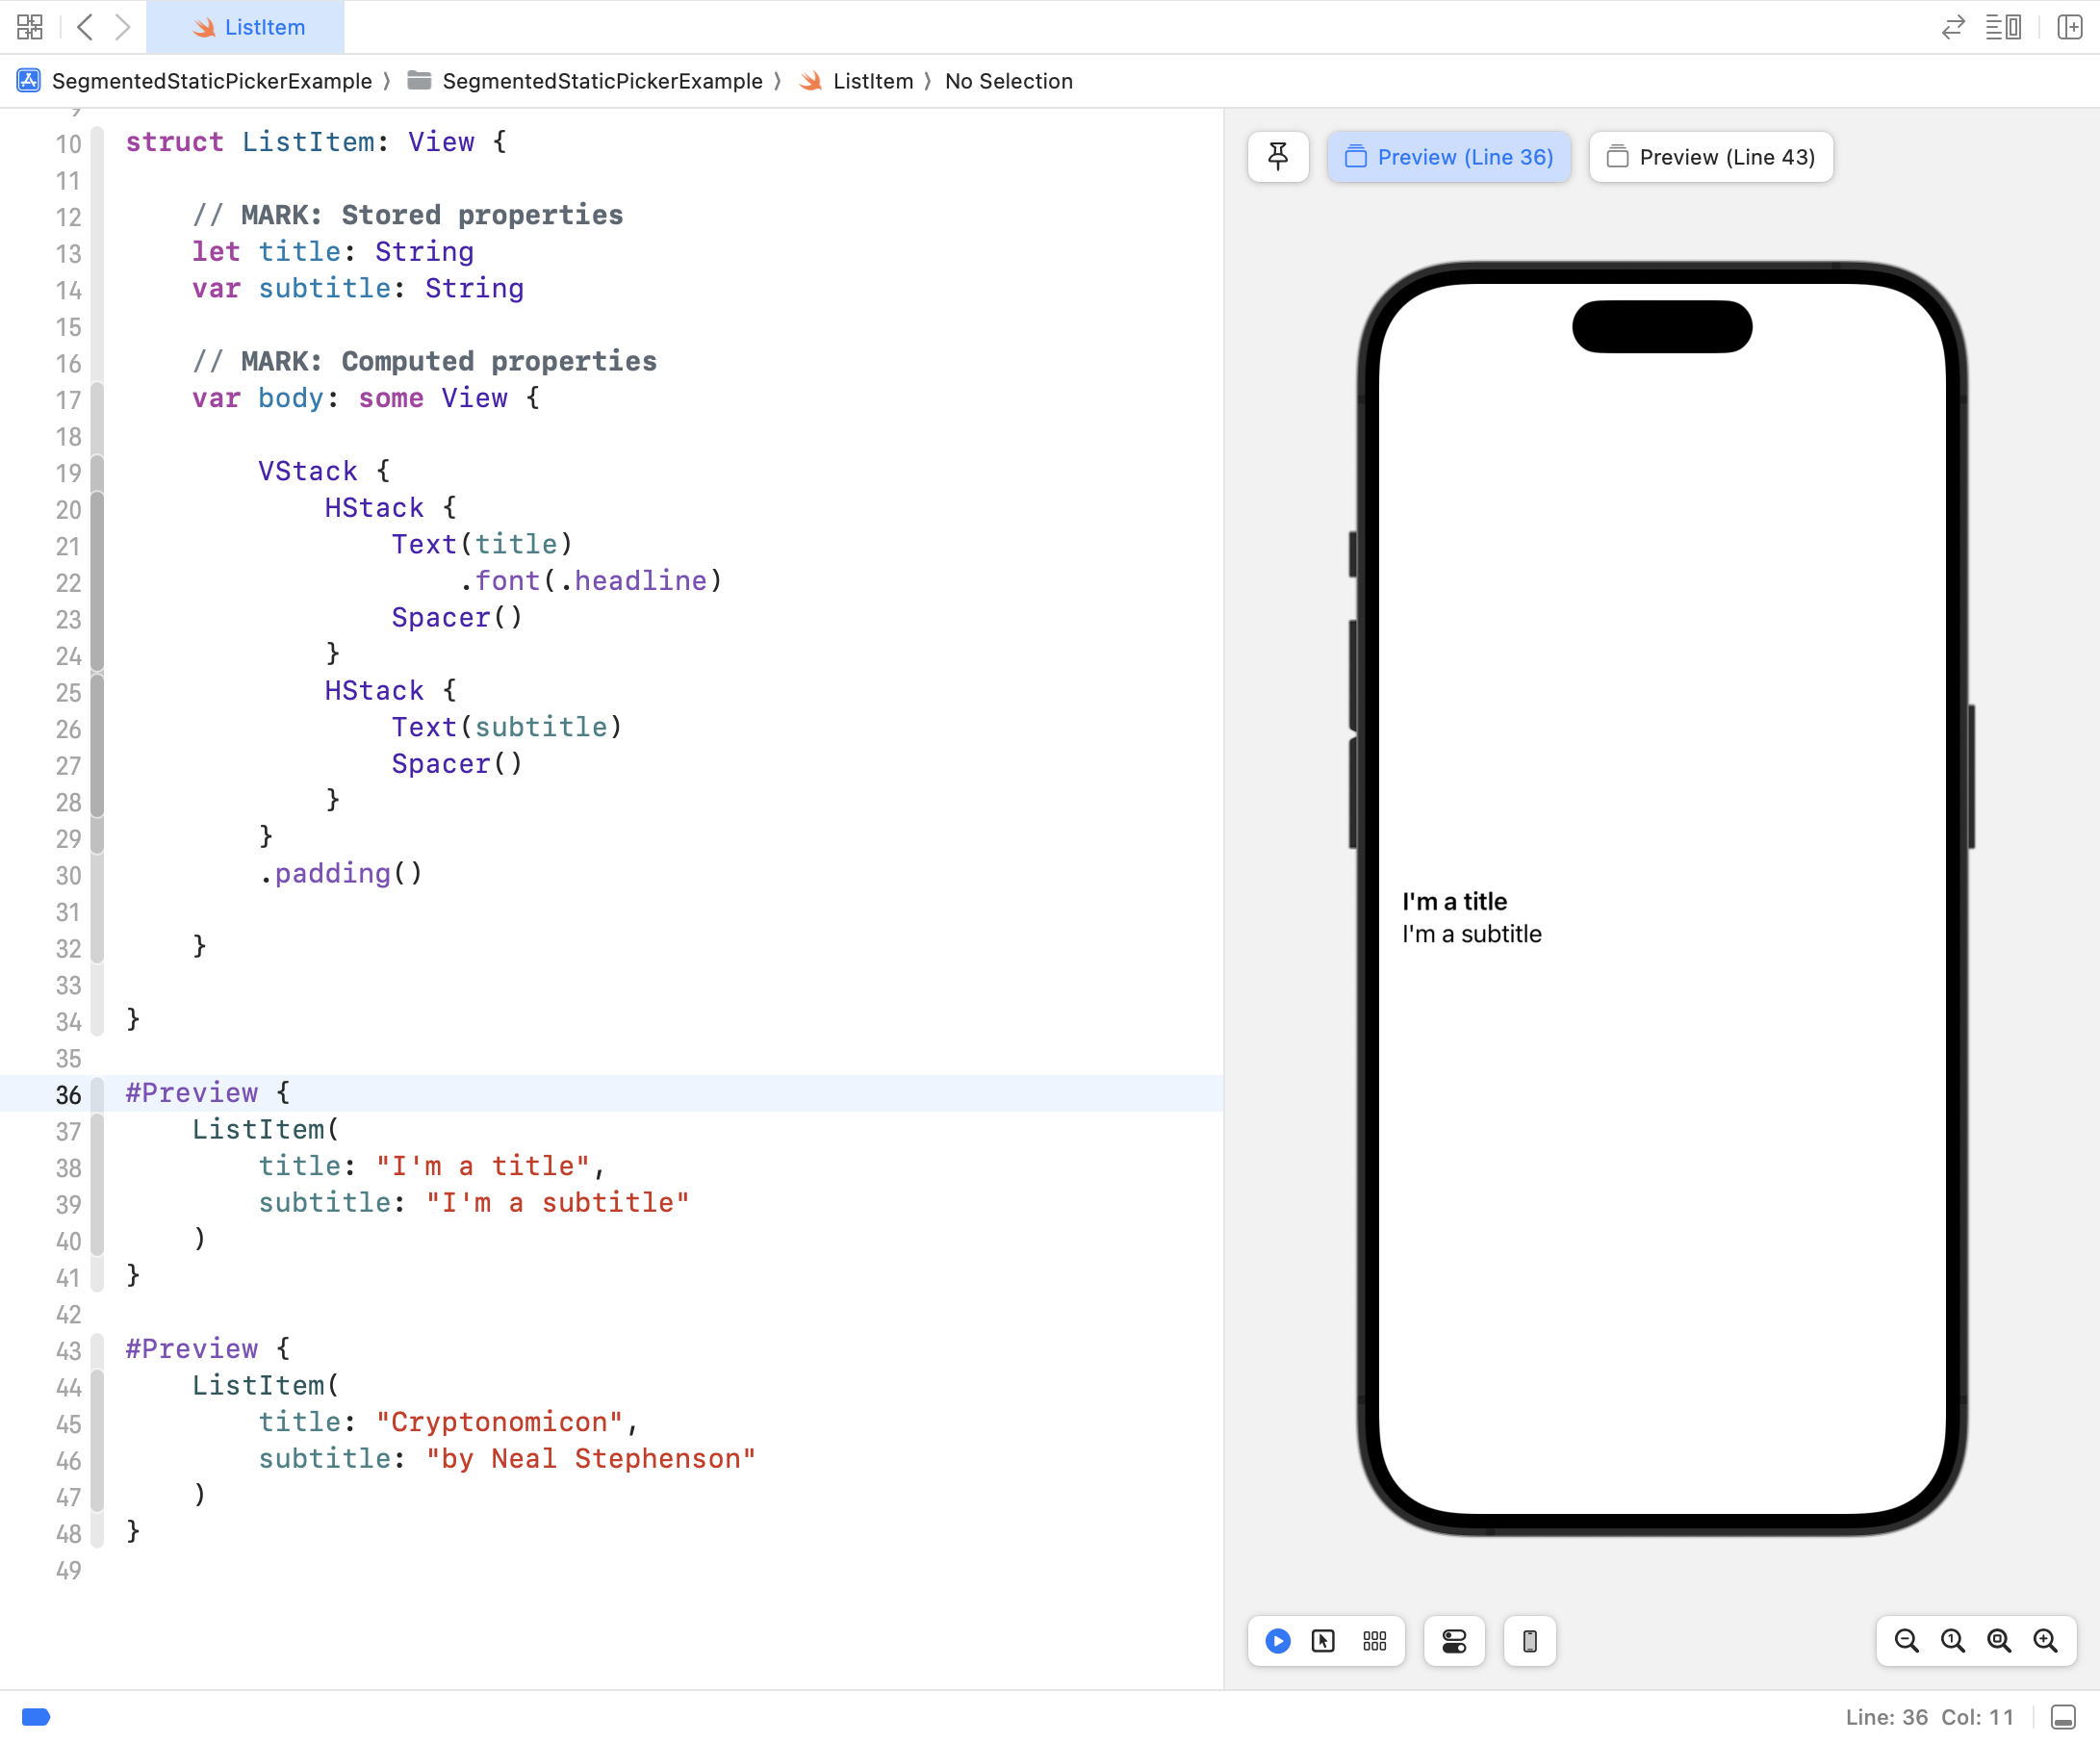 ListItem
SegmentedStaticPickerExample ⟩ SegmentedStaticPickerExample ⟩ ListItem ⟩ No Selection
9
10 struct ListItem: View {
11
12     // MARK: Stored properties
13     let title: String
14     var subtitle: String
15
16     // MARK: Computed properties
17     var body: some View {
18
19         VStack {
20             HStack {
21                 Text(title)
22                     .font(.headline)
23                 Spacer()
24             }
25             HStack {
26                 Text(subtitle)
27                 Spacer()
28             }
29         }
30         .padding()
31
32     }
33
34 }
35
36 #Preview {
37     ListItem(
38         title: "I'm a title",
39         subtitle: "I'm a subtitle"
40     )
41 }
42
43 #Preview {
44     ListItem(
45         title: "Cryptonomicon",
46         subtitle: "by Neal Stephenson"
47     )
48 }
49
Preview (Line 36)
Preview (Line 43)
I'm a title
I'm a subtitle
Line: 36 Col: 11